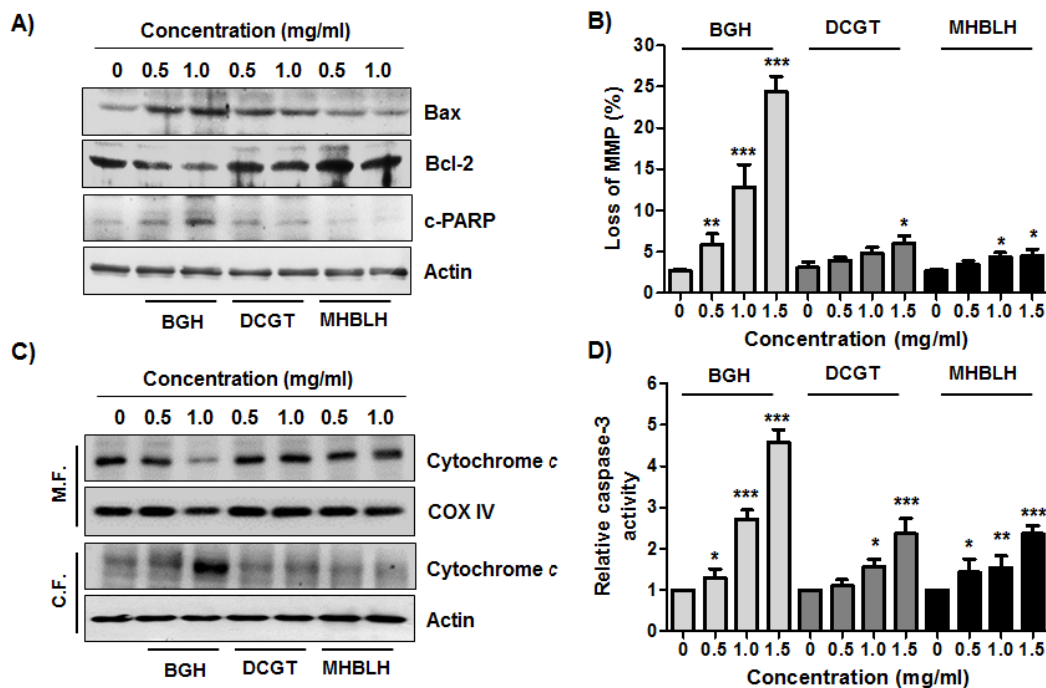 A)
Concentration (mg/ml)
0 0.5 1.0 0.5 1.0 0.5 1.0
Bax
Bcl-2
c-PARP
Actin
BGH DCGT MHBLH
B)
BGH DCGT MHBLH
Loss of MMP (%)
30
25
20
15
10
5
0
** *** *** * * *
0 0.5 1.0 1.5 0 0.5 1.0 1.5 0 0.5 1.0 1.5
Concentration (mg/ml)
C)
Concentration (mg/ml)
0 0.5 1.0 0.5 1.0 0.5 1.0
M.F.
Cytochrome c
COX IV
C.F.
Cytochrome c
Actin
BGH DCGT MHBLH
D)
BGH DCGT MHBLH
Relative caspase-3
activity
6
5
4
3
2
1
0
* *** *** * *** * ** ***
0 0.5 1.0 1.5 0 0.5 1.0 1.5 0 0.5 1.0 1.5
Concentration (mg/ml)